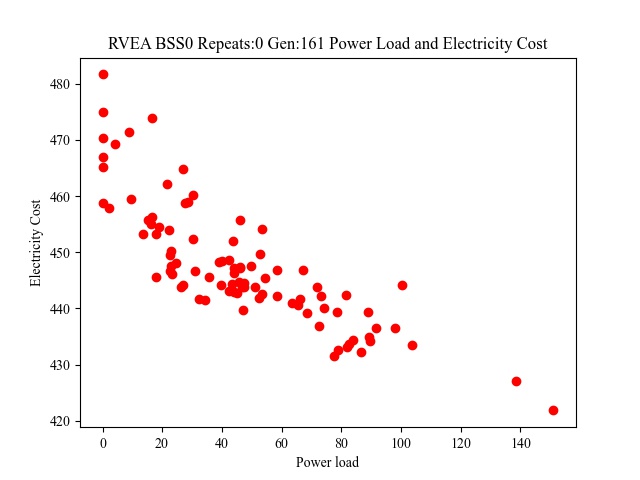 RVEA BSS0 Repeats:0 Gen:161 Power Load and Electricity Cost
480
470
460
450
440
430
420
Electricity Cost
0 20 40 60 80 100 120 140
Power load